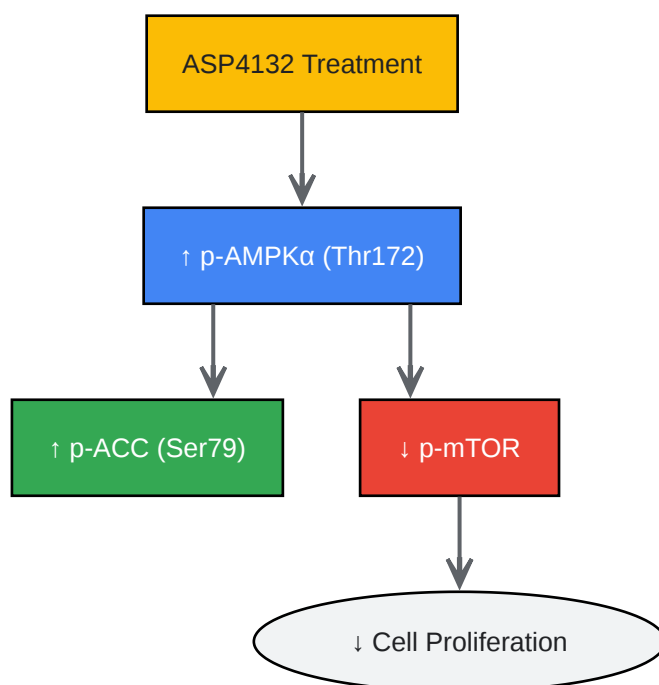 ASP4132 Treatment
↑ p-AMPKα (Thr172)
↑ p-ACC (Ser79)
↓ p-mTOR
↓ Cell Proliferation